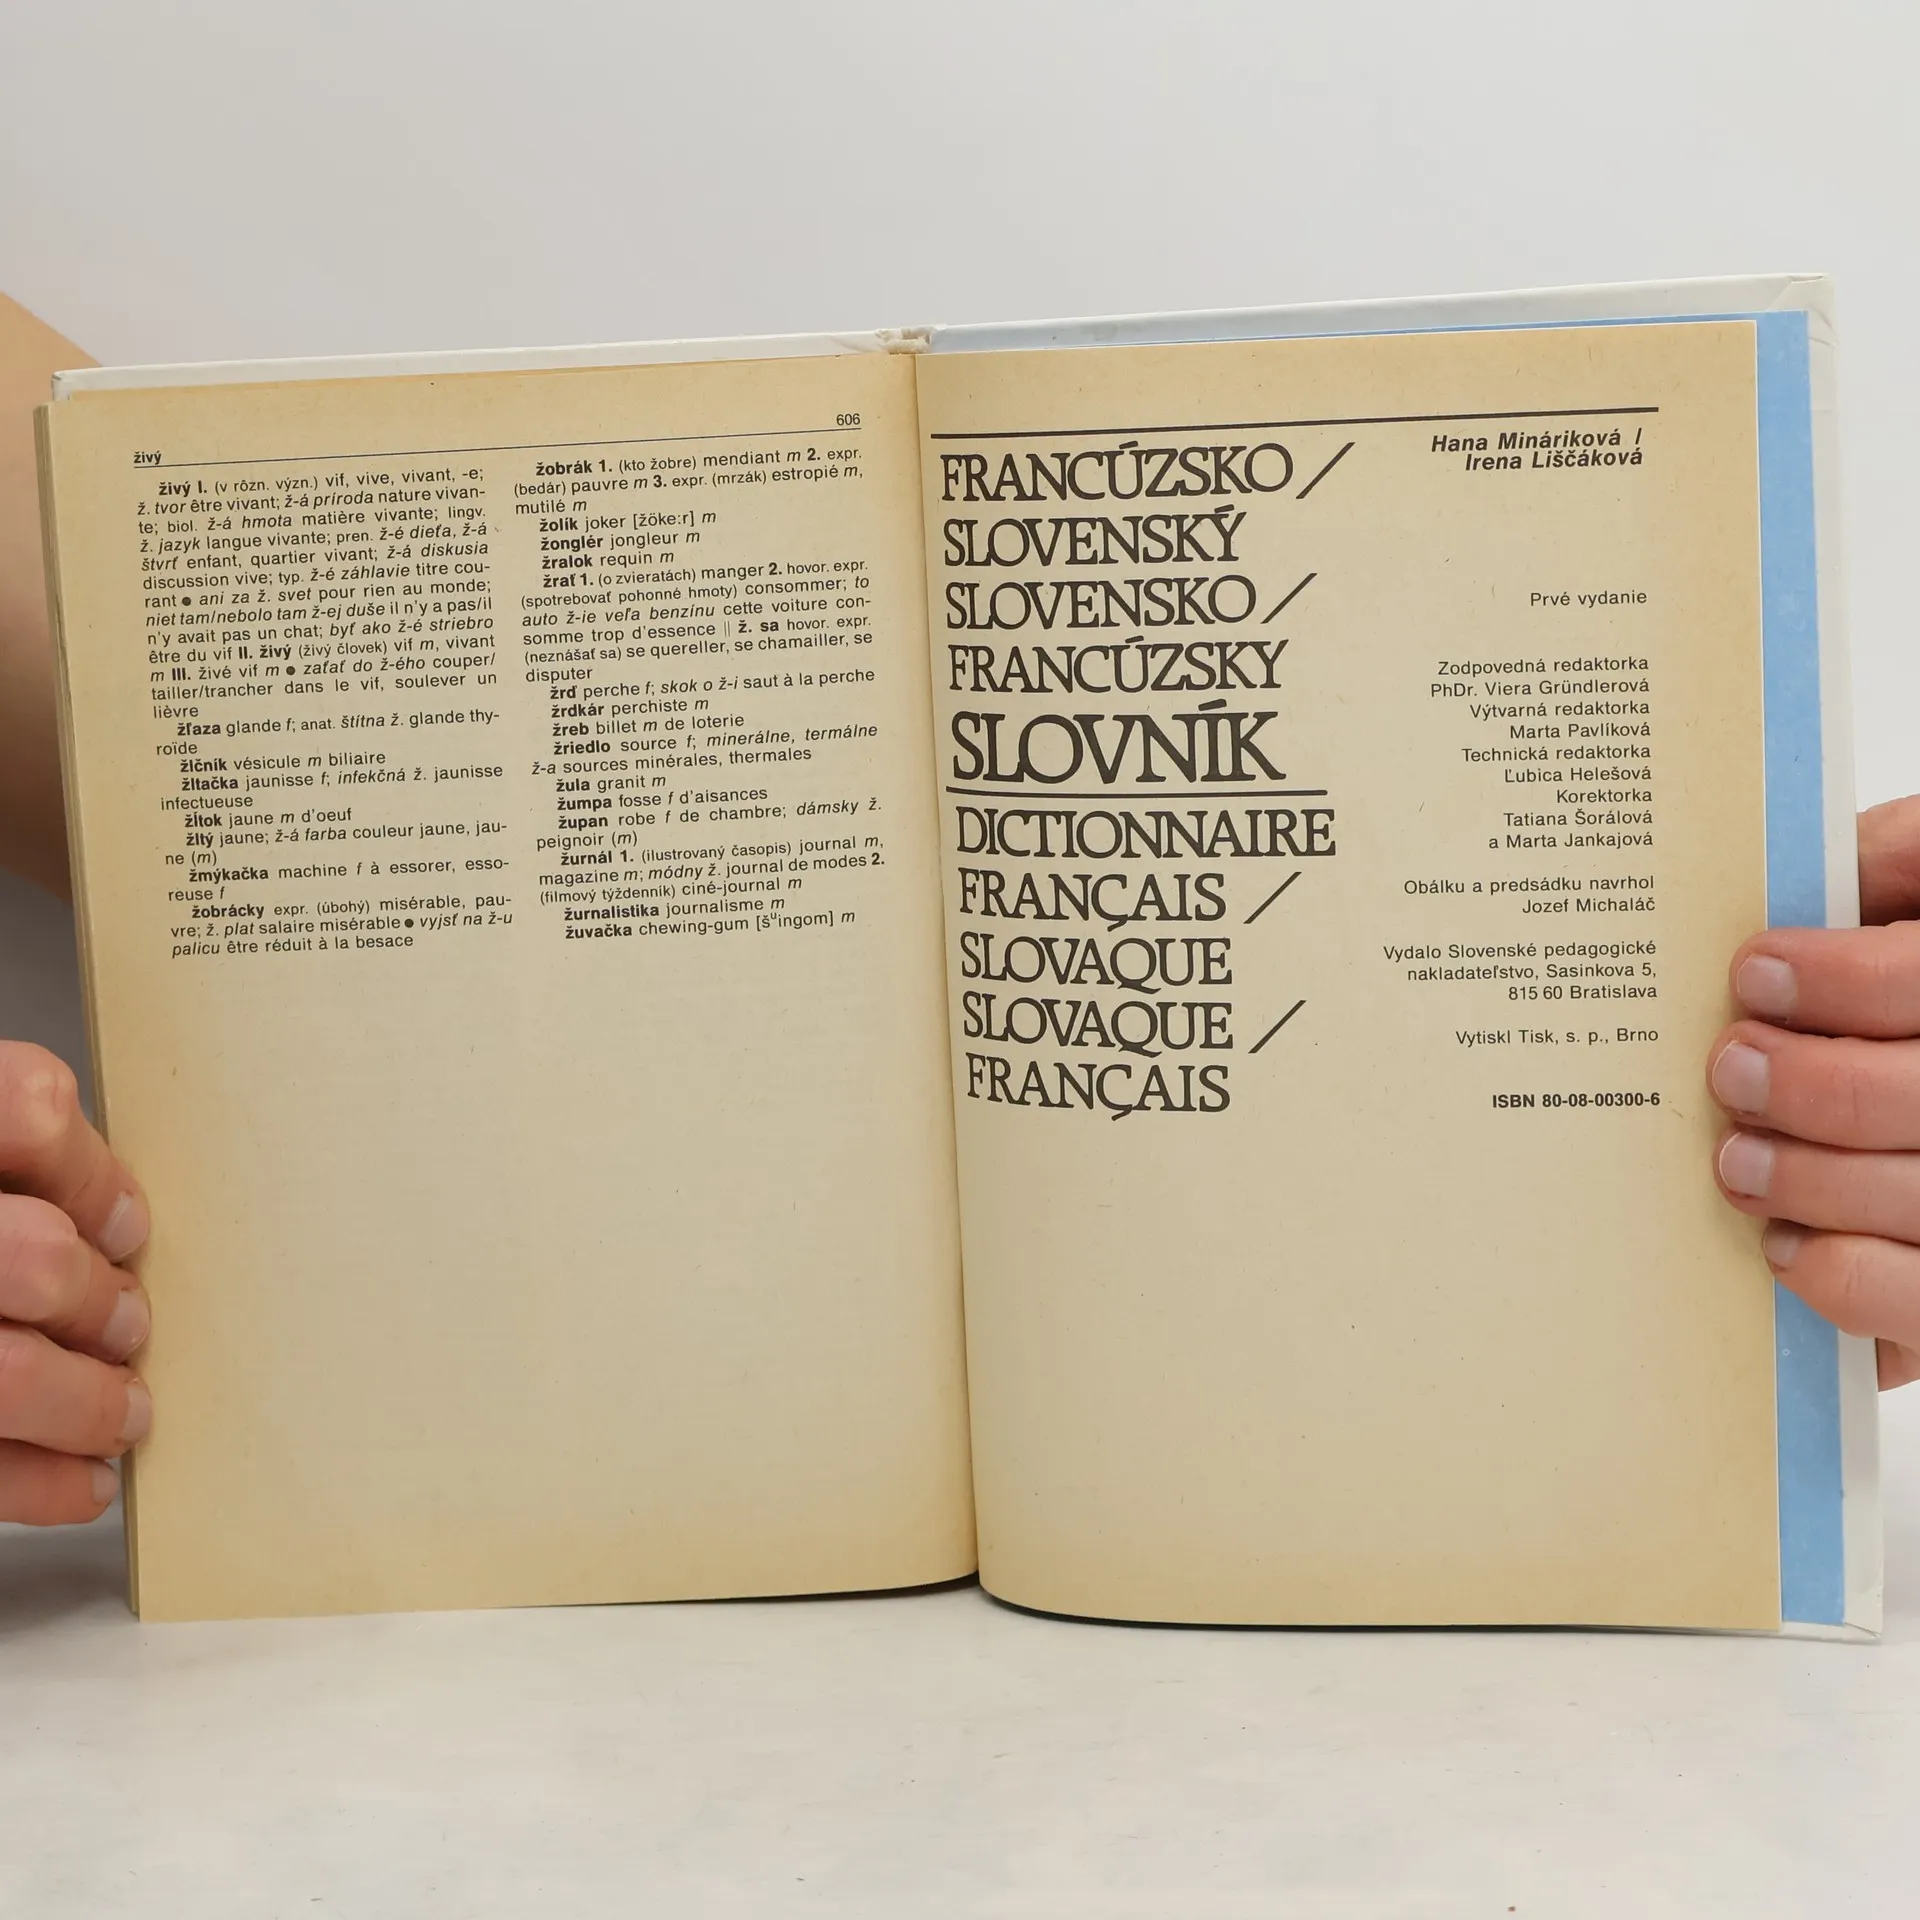 živý
606
živý I. (v rôzn. význ.) vif, vive, vivant, -e;
ž. tvor être vivant; ž-á príroda nature vivan-
te; biol. ž-á hmota matière vivante; lingv.
ž. jazyk langue vivante; pren. ž-é dieťa, ž-á
štvrť enfant, quartier vivant; ž-á diskusia
discussion vive; typ. ž-é záhlavie titre cou-
rant ● ani za ž. svet pour rien au monde;
niet tam/nebolo tam ž-ej duše il n'y a pas/il
n'y avait pas un chat; byť ako ž-é striebro
être du vif II. živý (živý človek) vif m, vivant
m III. živé vif m ● zaťať do ž-ého couper/
tailler/trancher dans le vif, soulever un
lièvre
žľaza glande f; anat. štítna ž. glande thy-
roïde
žlčník vésicule m biliaire
žltačka jaunisse f; infekčná ž. jaunisse
infectueuse
žĺtok jaune m d'oeuf
žltý jaune; ž-á farba couleur jaune, jau-
ne (m)
žmýkačka machine f à essorer, esso-
reuse f
žobrácky expr. (úbohý) misérable, pau-
vre; ž. plat salaire misérable ● vyjsť na ž-u
palicu être réduit à la besace
žobrák 1. (kto žobre) mendiant m 2. expr.
(bedár) pauvre m 3. expr. (mrzák) estropié m,
mutilé m
žolík joker [žöke:r] m
žonglér jongleur m
žralok requin m
žrať 1. (o zvieratách) manger 2. hovor. expr.
(spotrebovať pohonné hmoty) consommer; to
auto ž-ie veľa benzínu cette voiture con-
somme trop d'essence || ž. sa hovor. expr.
(neznášať sa) se quereller, se chamailler, se
disputer
žrď perche f; skok o ž-i saut à la perche
žrdkár perchiste m
žreb billet m de loterie
žriedlo source f; minerálne, termálne
ž-a sources minérales, thermales
žula granit m
žumpa fosse f d'aisances
župan robe f de chambre; dámsky ž.
peignoir (m)
žurnál 1. (ilustrovaný časopis) journal m,
magazine m; módny ž. journal de modes 2.
(filmový týždenník) ciné-journal m
žurnalistika journalisme m
žuvačka chewing-gum [šᵘingom] m
FRANCÚZSKO /
SLOVENSKÝ
SLOVENSKO /
FRANCÚZSKY
SLOVNÍK
DICTIONNAIRE
FRANÇAIS /
SLOVAQUE
SLOVAQUE /
FRANÇAIS
Hana Mináriková /
Irena Liščáková
Prvé vydanie
Zodpovedná redaktorka
PhDr. Viera Gründlerová
Výtvarná redaktorka
Marta Pavlíková
Technická redaktorka
Ľubica Helešová
Korektorka
Tatiana Šorálová
a Marta Jankajová
Obálku a predsádku navrhol
Jozef Michaláč
Vydalo Slovenské pedagogické
nakladateľstvo, Sasinkova 5,
815 60 Bratislava
Vytiskl Tisk, s. p., Brno
ISBN 80-08-00300-6